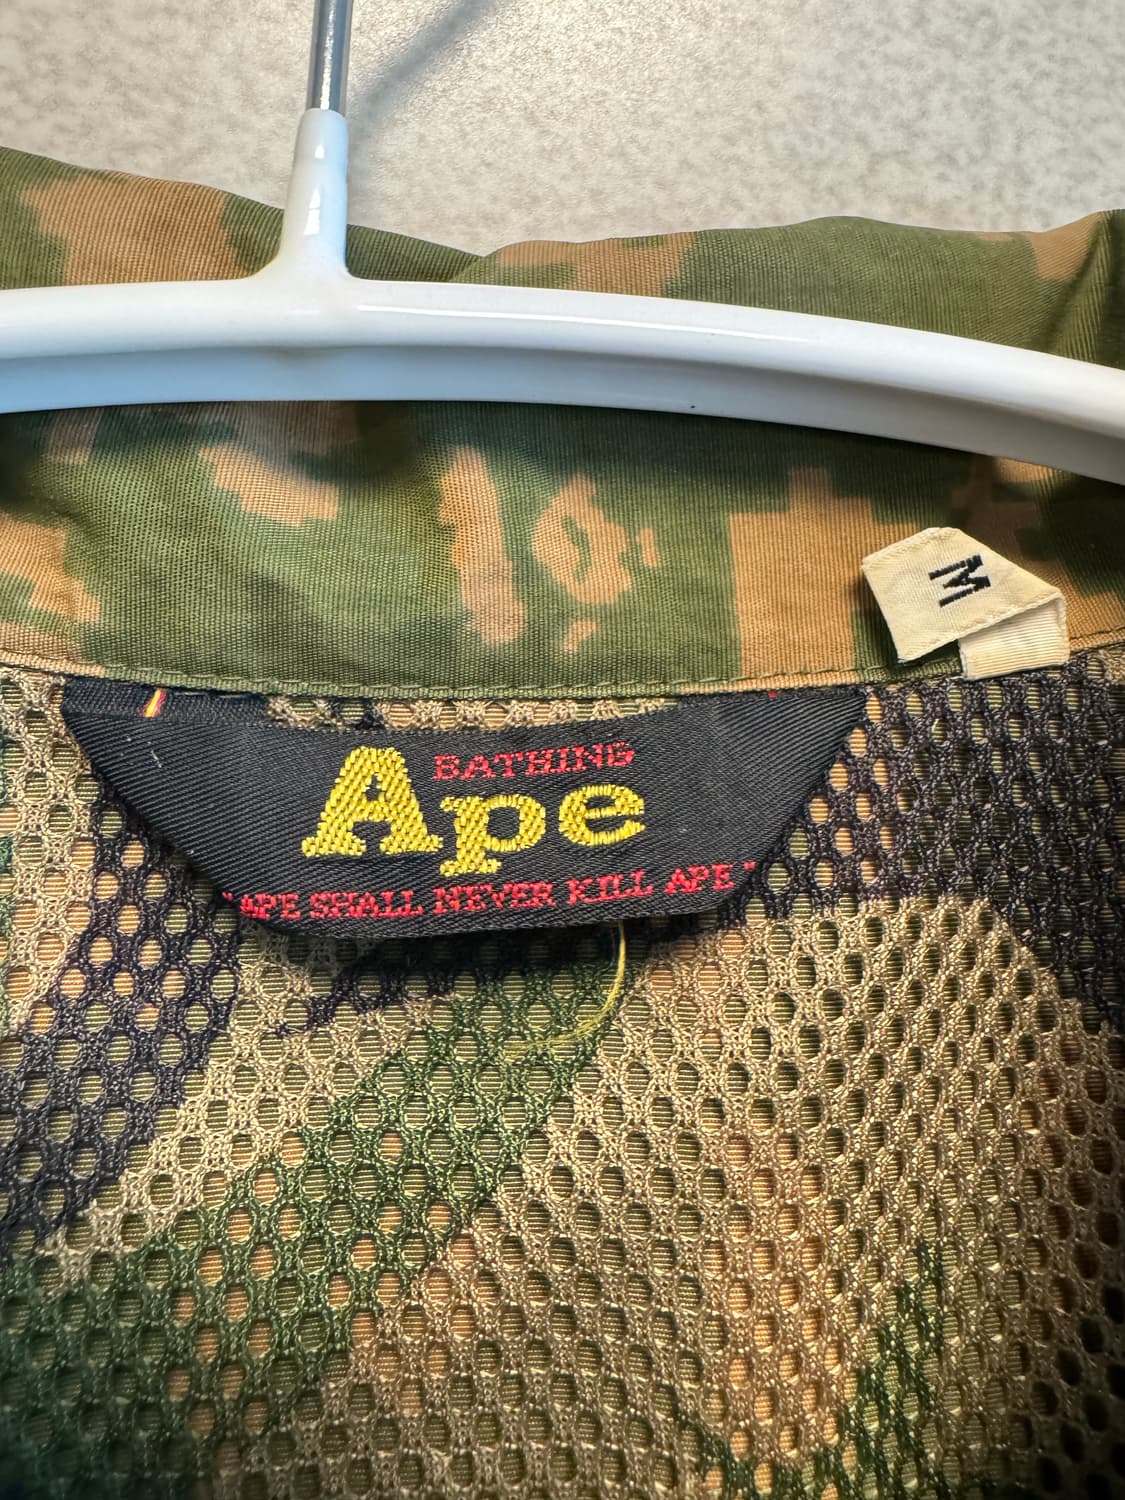 M
BATHING
Ape
"APE SHALL NEVER KILL APE"